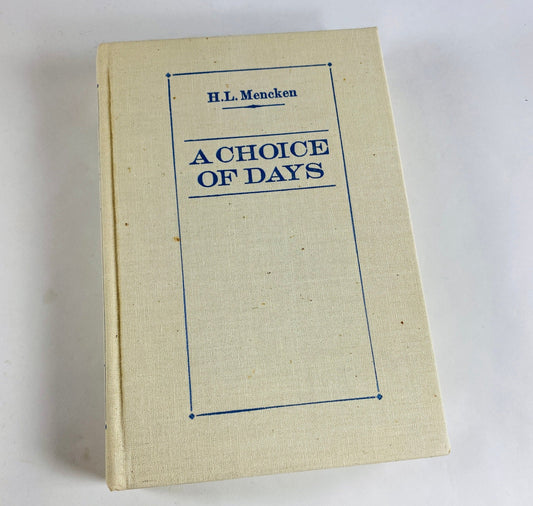 H.L. Mencken
A CHOICE
OF DAYS